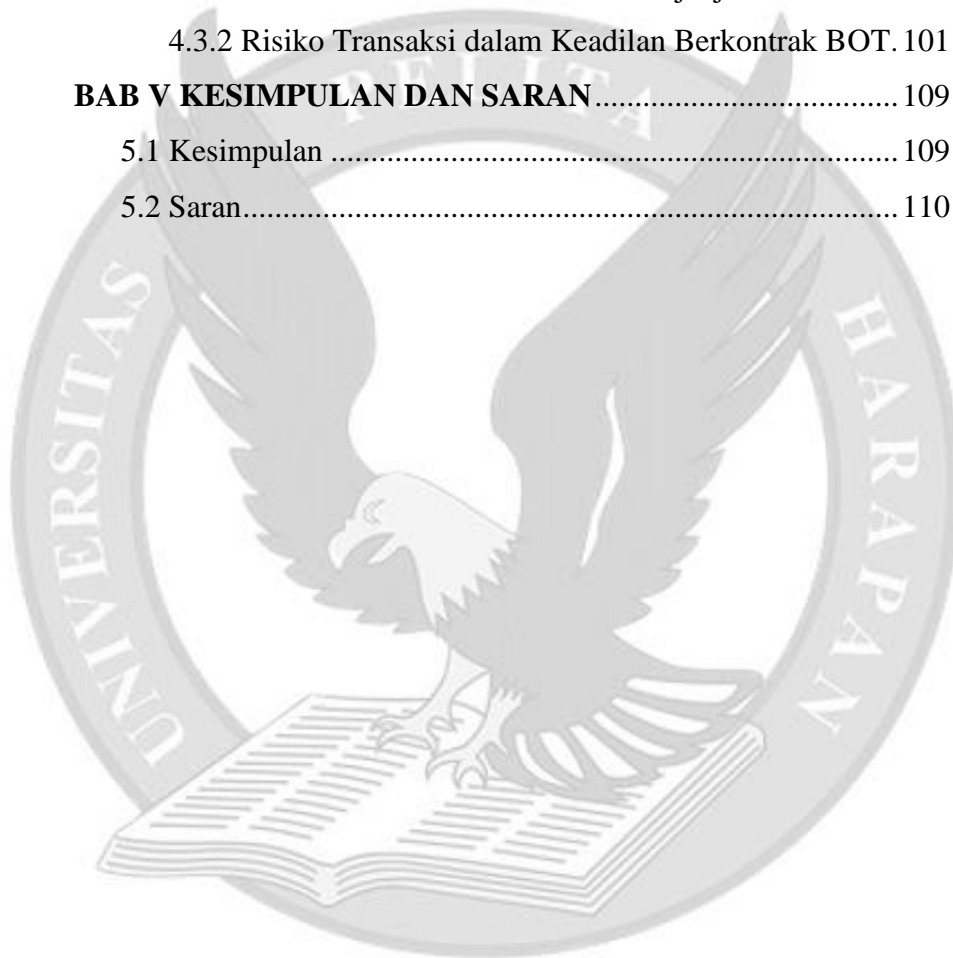 4.3.2 Risiko Transaksi dalam Keadilan Berkontrak BOT. 101
BAB V KESIMPULAN DAN SARAN .................................... 109
5.1 Kesimpulan ...................................................................... 109
5.2 Saran ................................................................................. 110
UNIVERSITAS PELITA HARAPAN